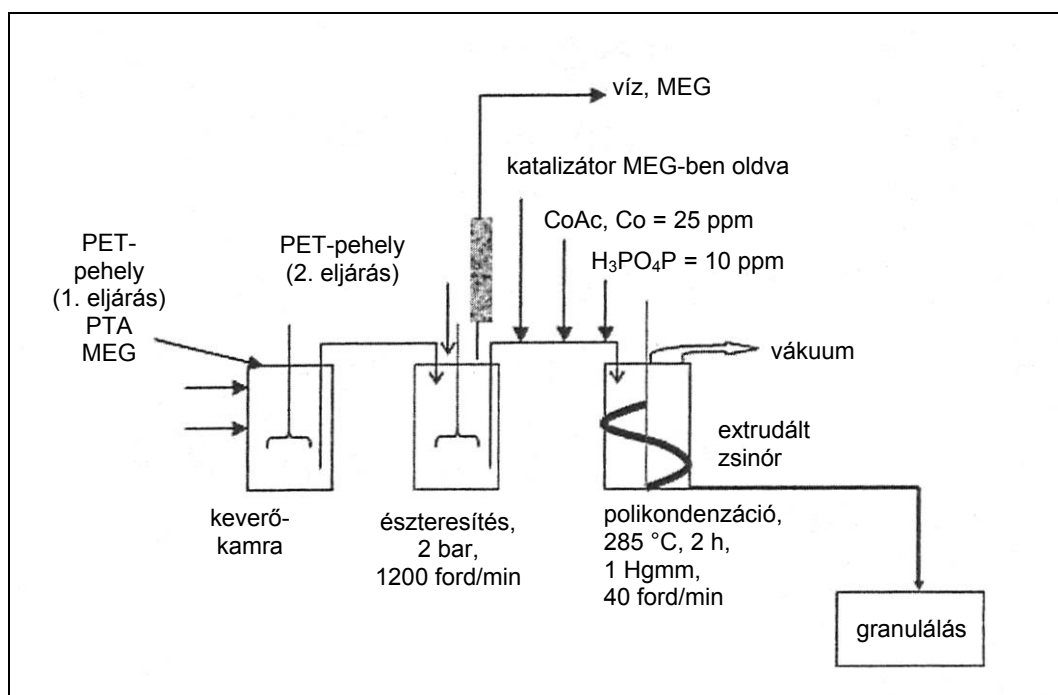 víz, MEG
katalizátor MEG-ben oldva
CoAc, Co = 25 ppm
H₃PO₄P = 10 ppm
PET-
pehely
(1. eljárás)
PTA
MEG
PET-pehely
(2. eljárás)
vákuum
extrudált
zsinór
keverő-
kamra
észteresítés,
2 bar,
1200 ford/min
polikondenzáció,
285 °C, 2 h,
1 Hgmm,
40 ford/min
granulálás